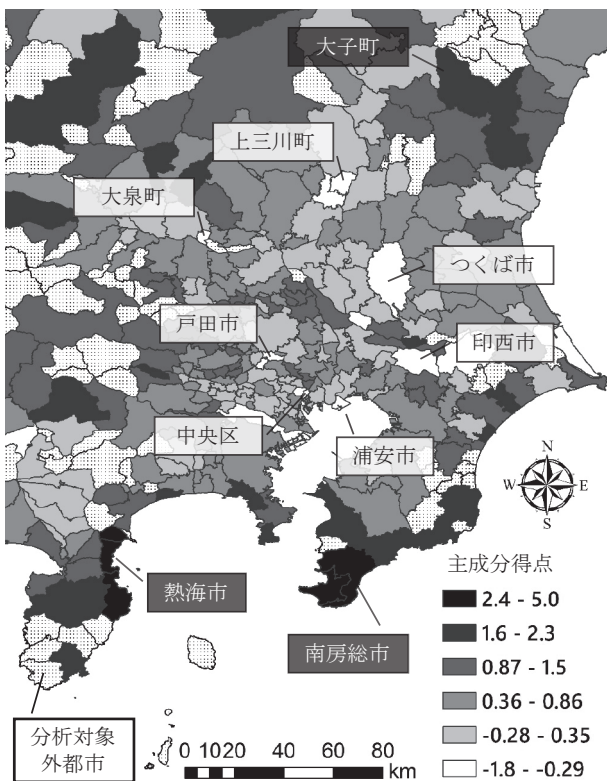 大子町
上三川町
大泉町
つくば市
戸田市
印西市
中央区
浦安市
N
W
E
S
熱海市
南房総市
分析対象
外都市
主成分得点
2.4 - 5.0
1.6 - 2.3
0.87 - 1.5
0.36 - 0.86
-0.28 - 0.35
-1.8 - -0.29
0 10 20 40 60 80
km